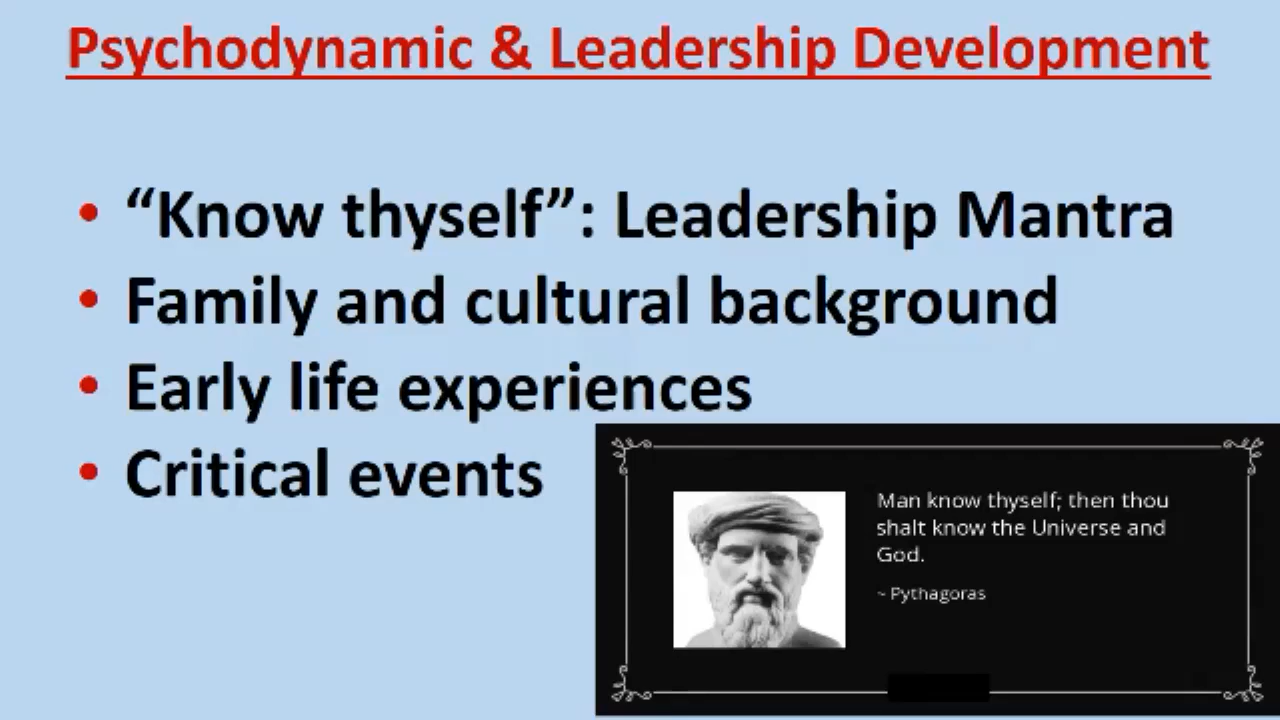 Psychodynamic & Leadership Development
• “Know thyself”: Leadership Mantra
• Family and cultural background
• Early life experiences
• Critical events
Man know thyself; then thou
shalt know the Universe and
God.
~ Pythagoras